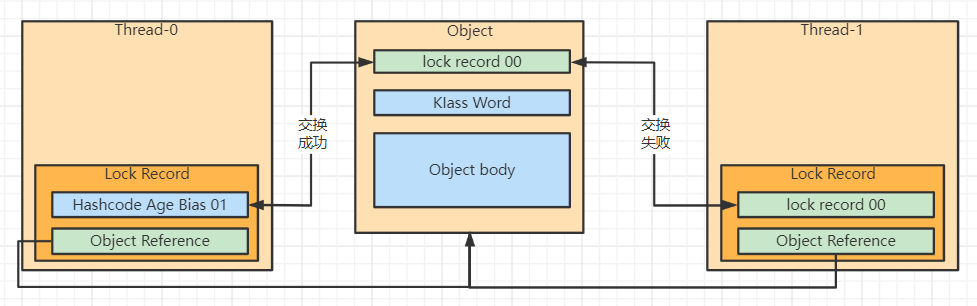 Thread-0
Lock Record
Hashcode Age Bias 01
Object Reference
交换
成功
Object
lock record 00
Klass Word
Object body
交换
失败
Thread-1
Lock Record
lock record 00
Object Reference